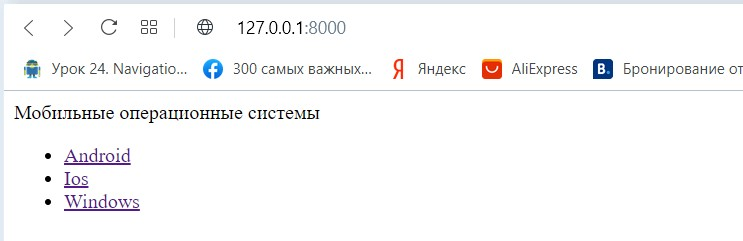 127.0.0.1:8000
Урок 24. Navigatio... 300 самых важных... Яндекс AliExpress B. Бронирование от
Мобильные операционные системы
Android
Ios
Windows